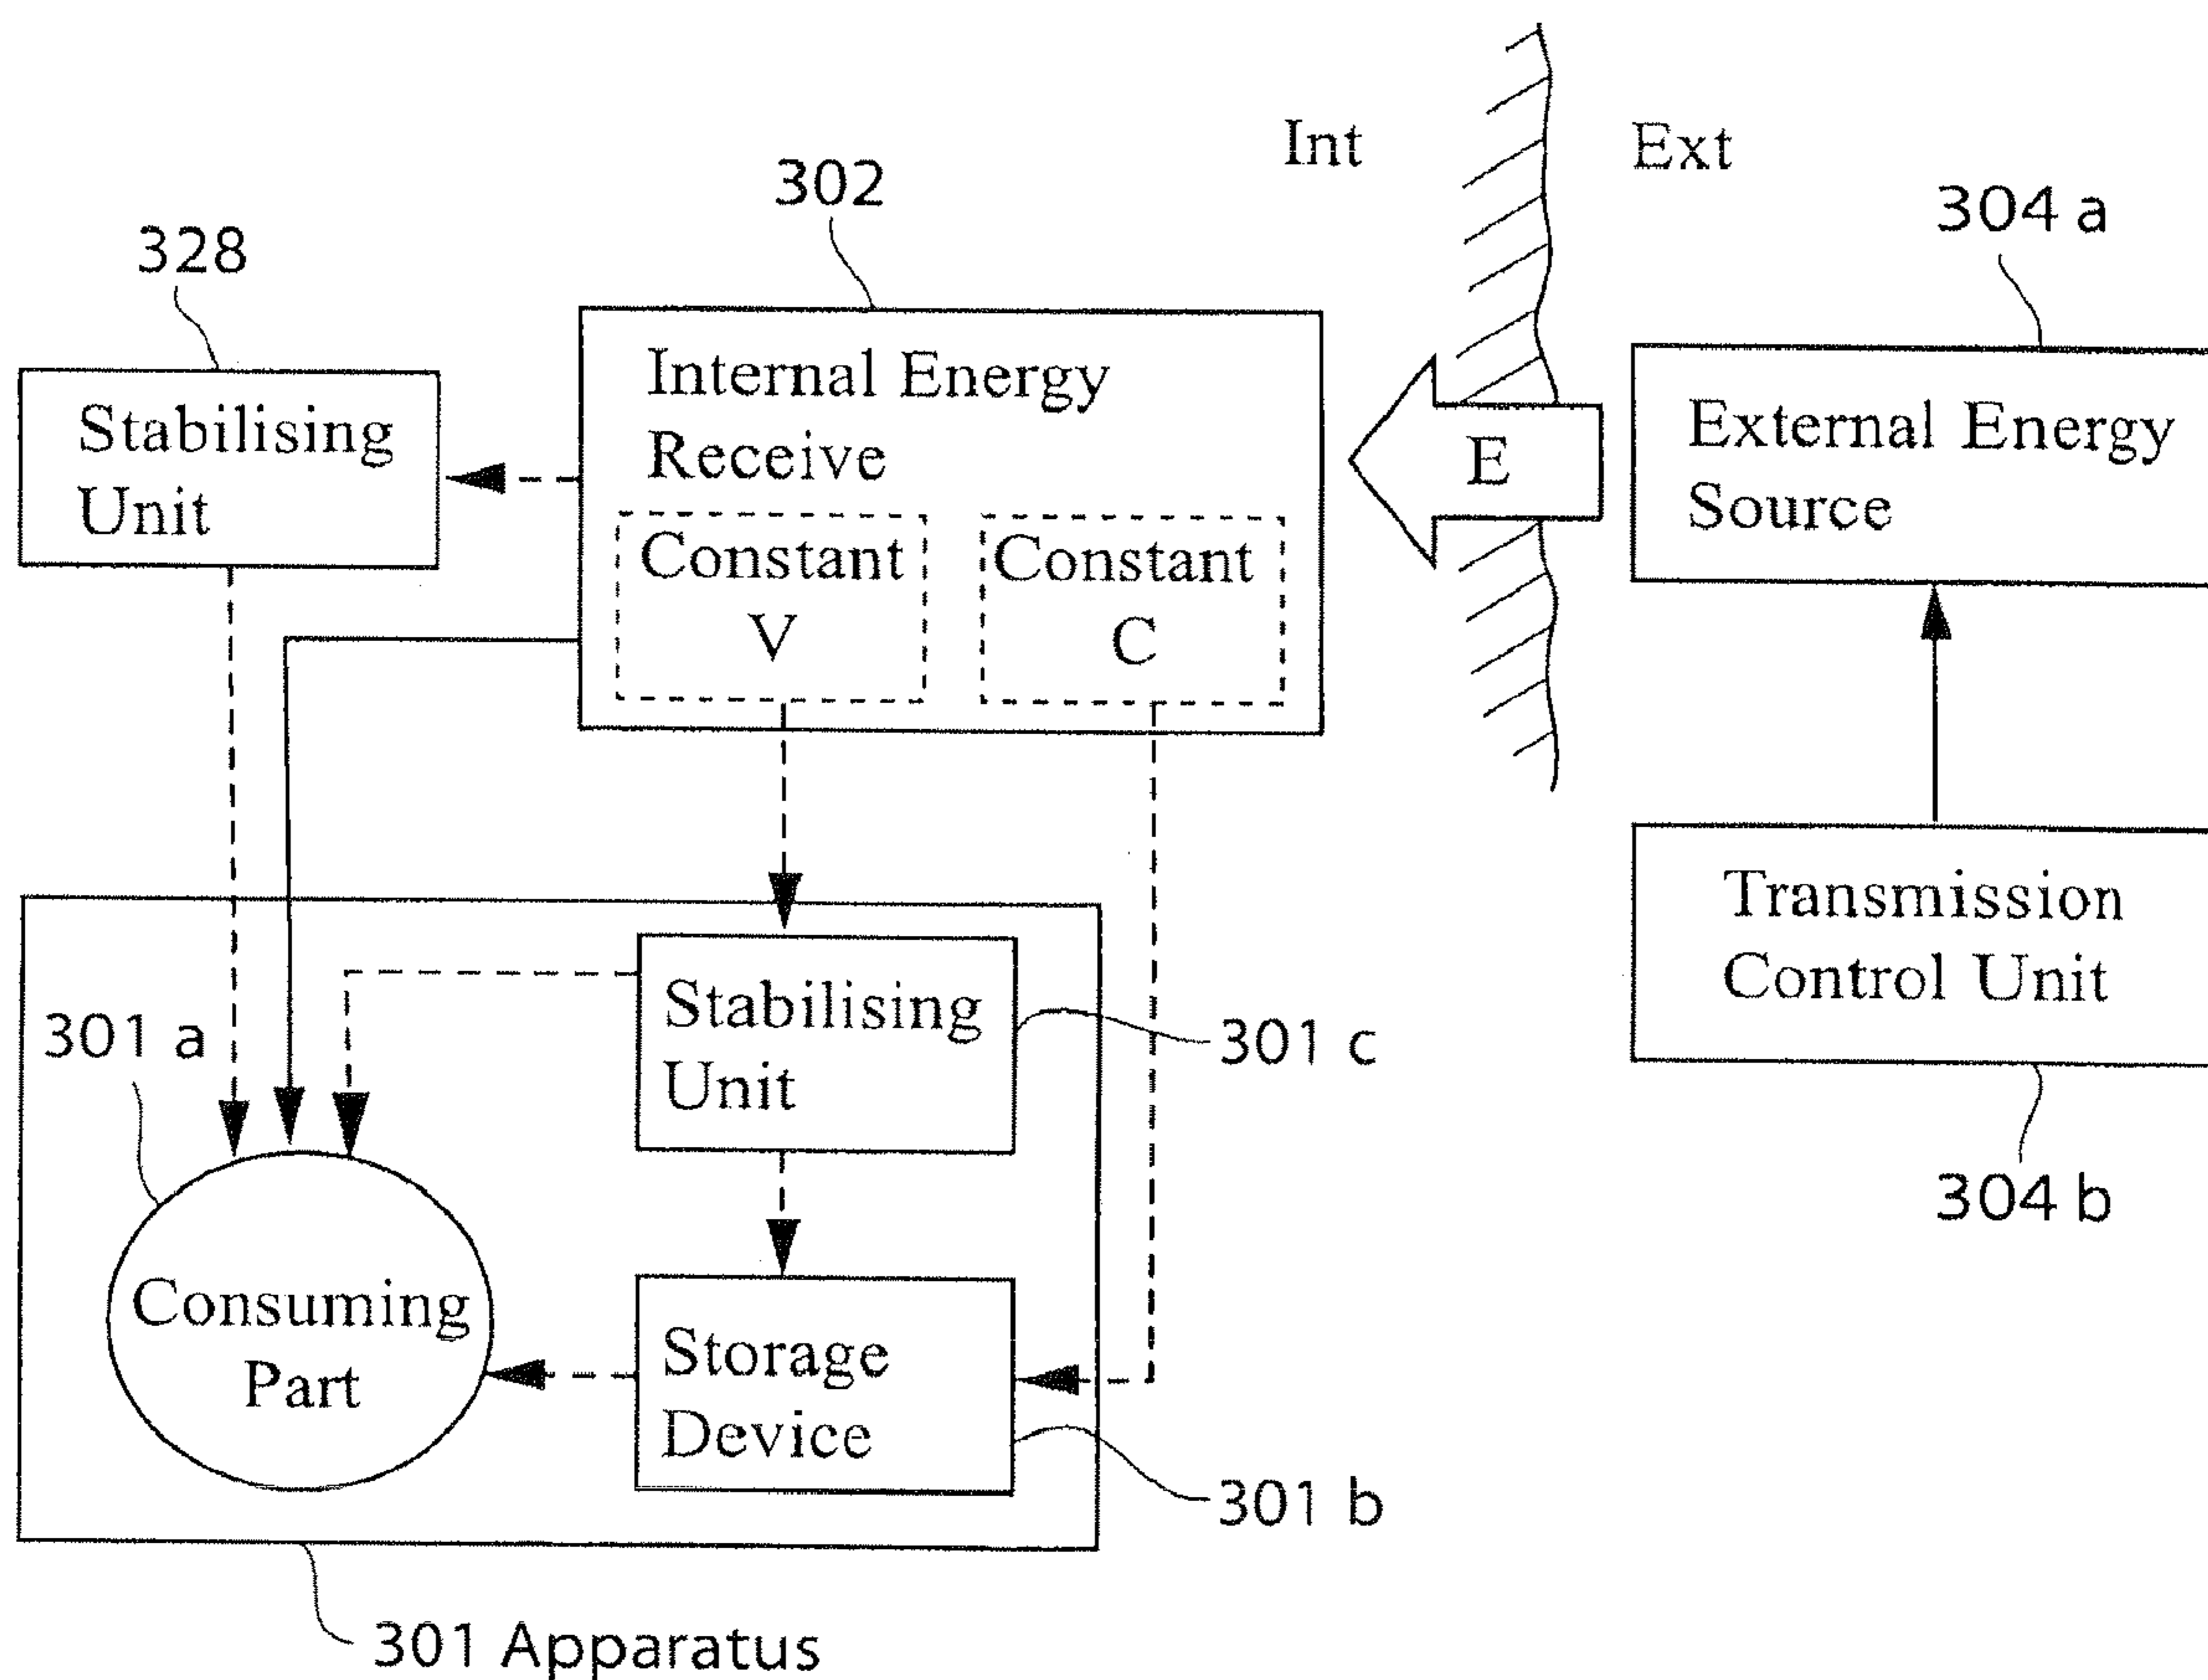 Int
Ext
302
304 a
328
Internal Energy
Receive
Stabilising
Unit
E
External Energy
Source
Constant
V
Constant
C
Transmission
Control Unit
Stabilising
Unit
301 a
301 c
304 b
Consuming
Part
Storage
Device
301 b
301 Apparatus